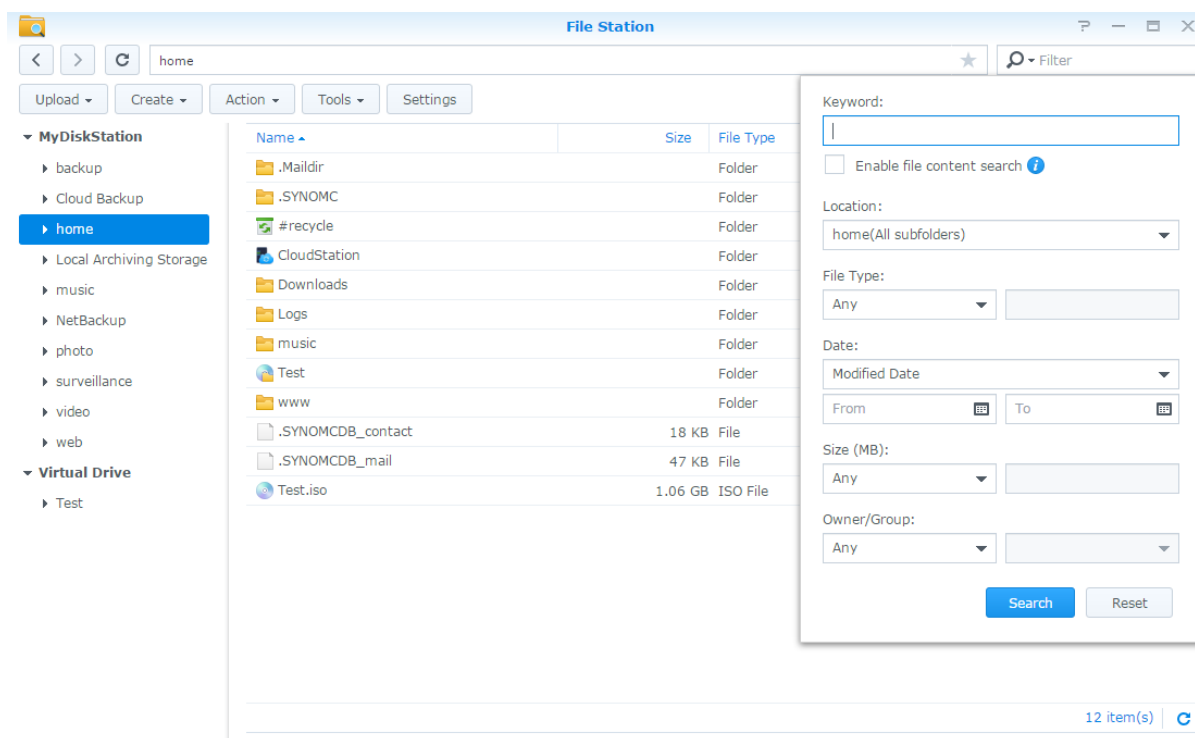 File Station
home
Filter
Upload Create Action Tools Settings
MyDiskStation
backup
Cloud Backup
home
Local Archiving Storage
music
NetBackup
photo
surveillance
video
web
Virtual Drive
Test
Name Size File Type
.Maildir Folder
.SYNOMC Folder
#recycle Folder
CloudStation Folder
Downloads Folder
Logs Folder
music Folder
Test Folder
www Folder
.SYNOMCDB_contact 18 KB File
.SYNOMCDB_mail 47 KB File
Test.iso 1.06 GB ISO File
Keyword:
Enable file content search
Location:
home(All subfolders)
File Type:
Any
Date:
Modified Date
From To
Size (MB):
Any
Owner/Group:
Any
Search Reset
12 item(s)